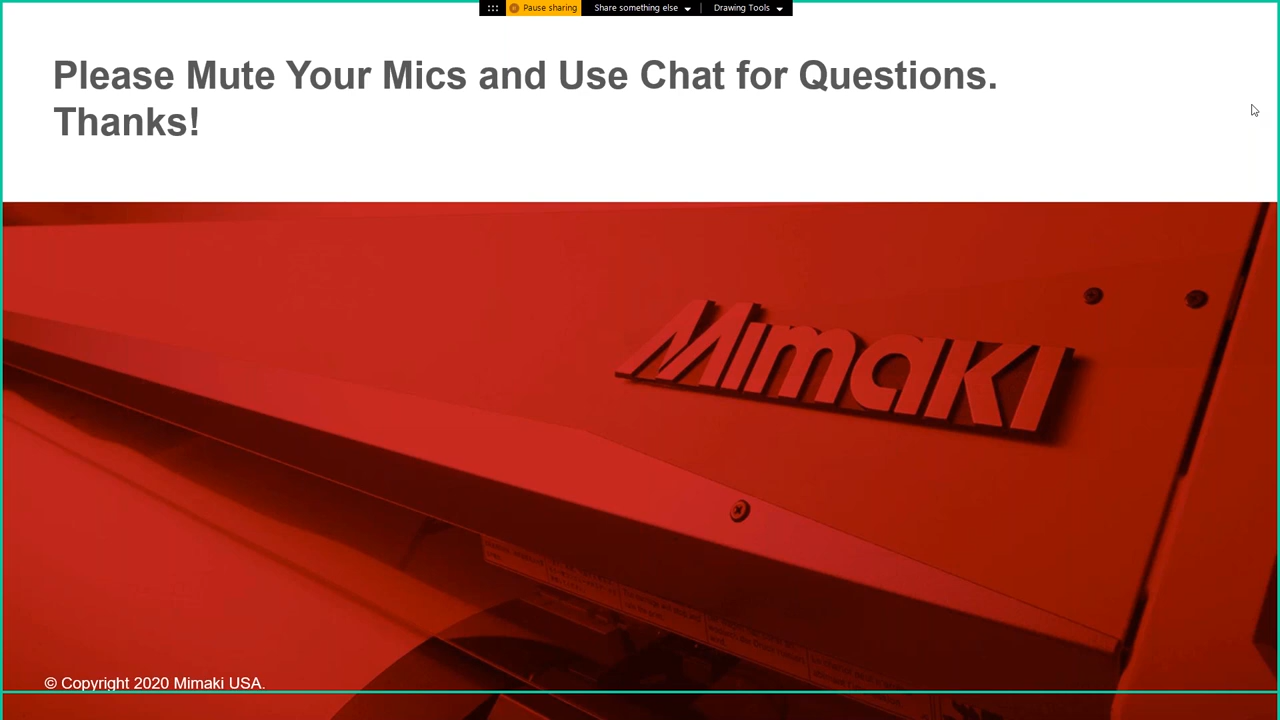 Pause sharing Share something else Drawing Tools
Please Mute Your Mics and Use Chat for Questions.
Thanks!
Mimaki
© Copyright 2020 Mimaki USA.